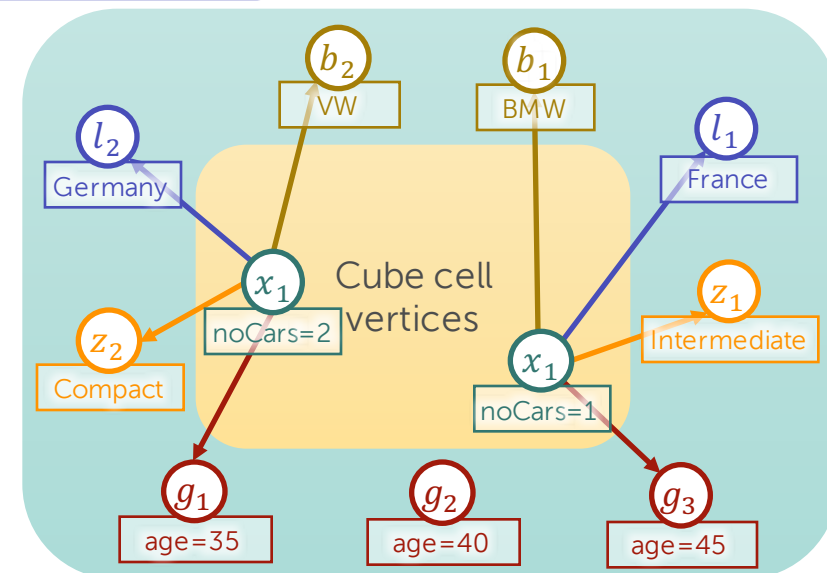 b₂
VW
b₁
BMW
l₂
Germany
l₁
France
Cube cell
vertices
x₁
noCars=2
z₂
Compact
z₁
Intermediate
x₁
noCars=1
g₁
age=35
g₂
age=40
g₃
age=45